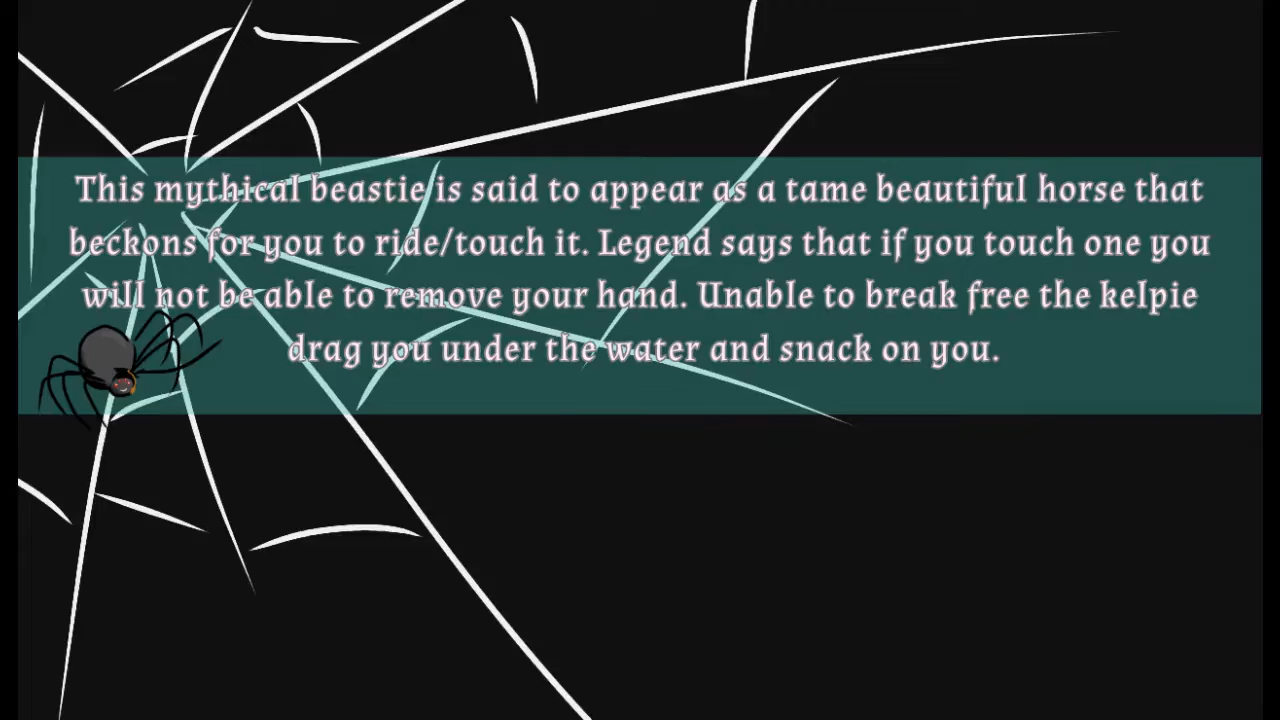 This mythical beastie is said to appear as a tame beautiful horse that
beckons for you to ride/touch it. Legend says that if you touch one you
will not be able to remove your hand. Unable to break free the kelpie
drag you under the water and snack on you.